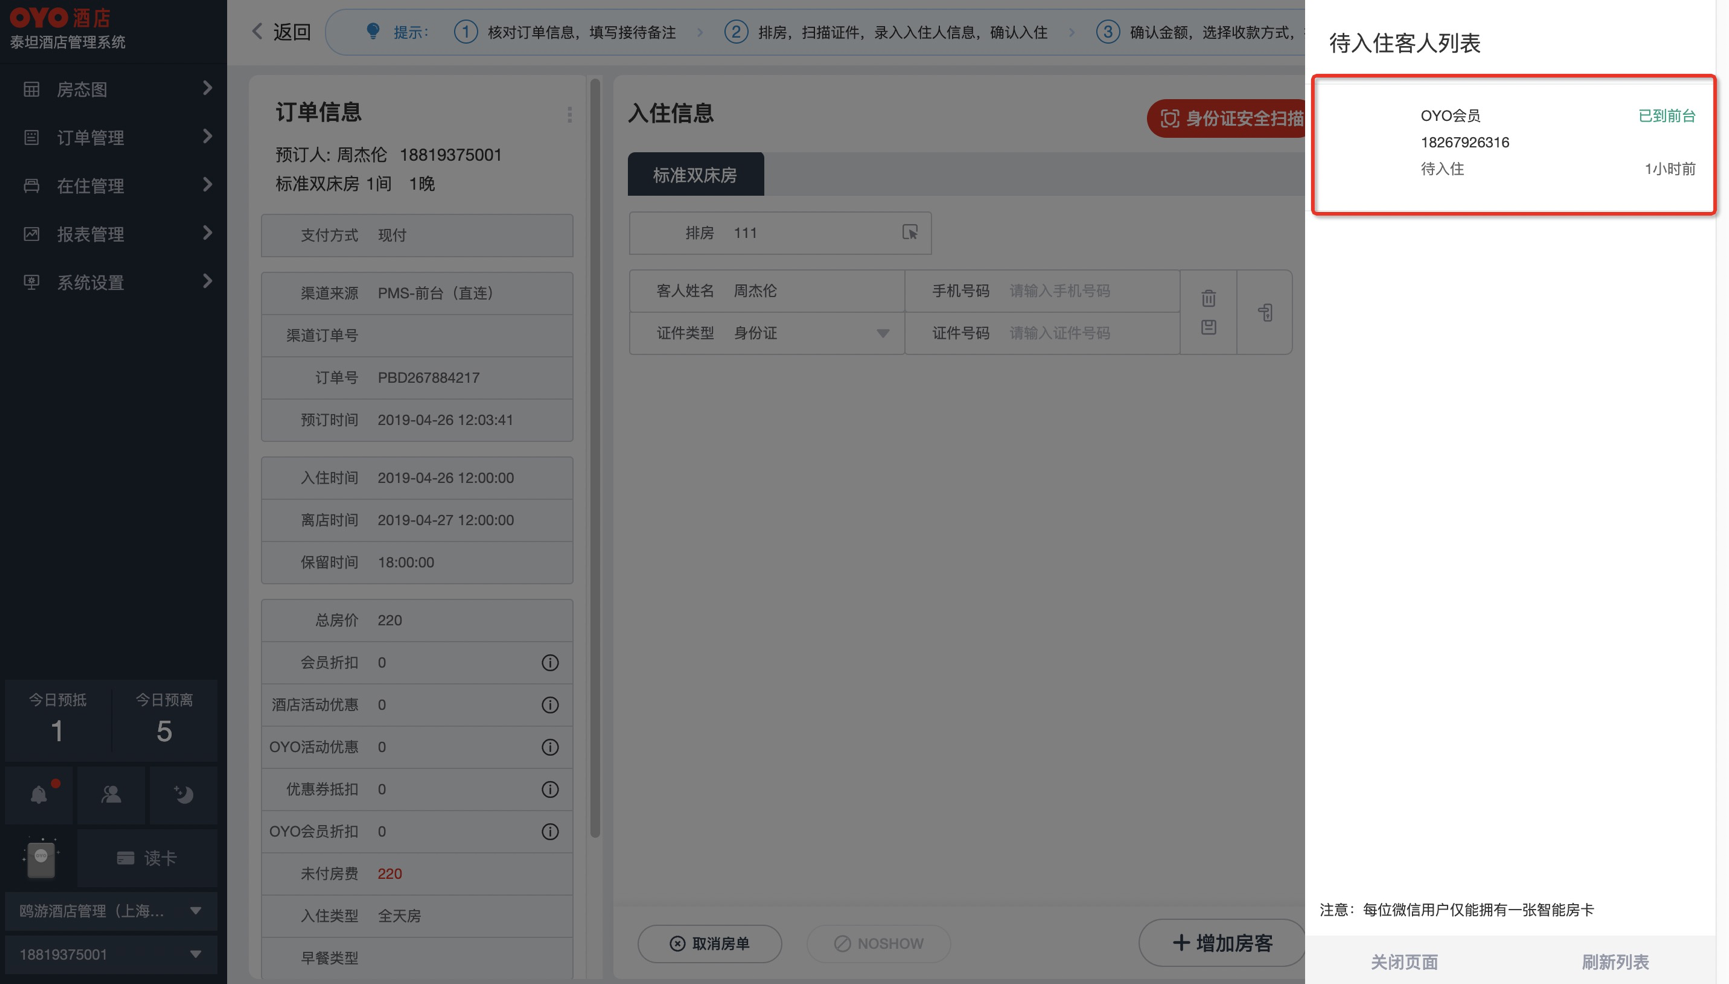 OYO 酒店
泰坦酒店管理系统
房态图
订单管理
在住管理
报表管理
系统设置
今日预抵
1
今日预离
5
读卡
鸥游酒店管理（上海...
18819375001
返回
提示：
① 核对订单信息，填写接待备注
② 排房，扫描证件，录入入住人信息，确认入住
③ 确认金额，选择收款方式，
订单信息
预订人: 周杰伦 18819375001
标准双床房 1间 1晚
支付方式 现付
渠道来源 PMS-前台（直连）
渠道订单号
订单号 PBD267884217
预订时间 2019-04-26 12:03:41
入住时间 2019-04-26 12:00:00
离店时间 2019-04-27 12:00:00
保留时间 18:00:00
总房价 220
会员折扣 0
酒店活动优惠 0
OYO活动优惠 0
优惠券抵扣 0
OYO会员折扣 0
未付房费 220
入住类型 全天房
早餐类型
入住信息
身份证安全扫描
标准双床房
排房 111
客人姓名 周杰伦 手机号码 请输入手机号码
证件类型 身份证 证件号码 请输入证件号码
取消房单
NOSHOW
增加房客
待入住客人列表
OYO会员 已到前台
18267926316
待入住 1小时前
注意：每位微信用户仅能拥有一张智能房卡
关闭页面
刷新列表